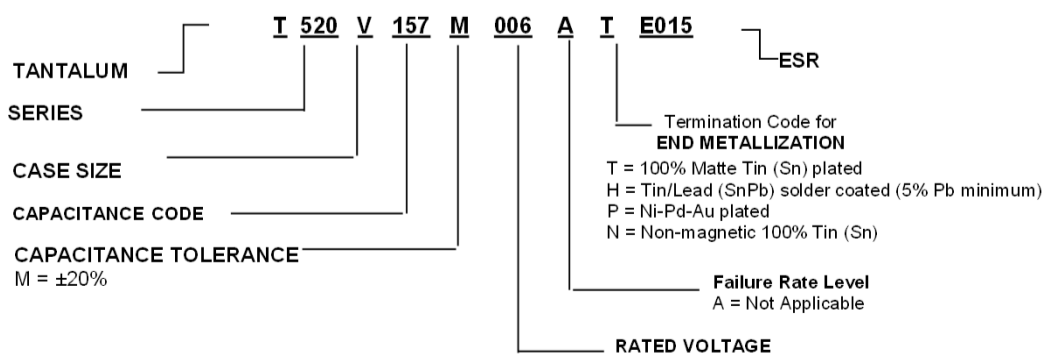 T 520 V 157 M 006 A T E015
ESR
TANTALUM
SERIES
Termination Code for
END METALLIZATION
T = 100% Matte Tin (Sn) plated
H = Tin/Lead (SnPb) solder coated (5% Pb minimum)
P = Ni-Pd-Au plated
N = Non-magnetic 100% Tin (Sn)
CASE SIZE
CAPACITANCE CODE
CAPACITANCE TOLERANCE
M = ±20%
Failure Rate Level
A = Not Applicable
RATED VOLTAGE